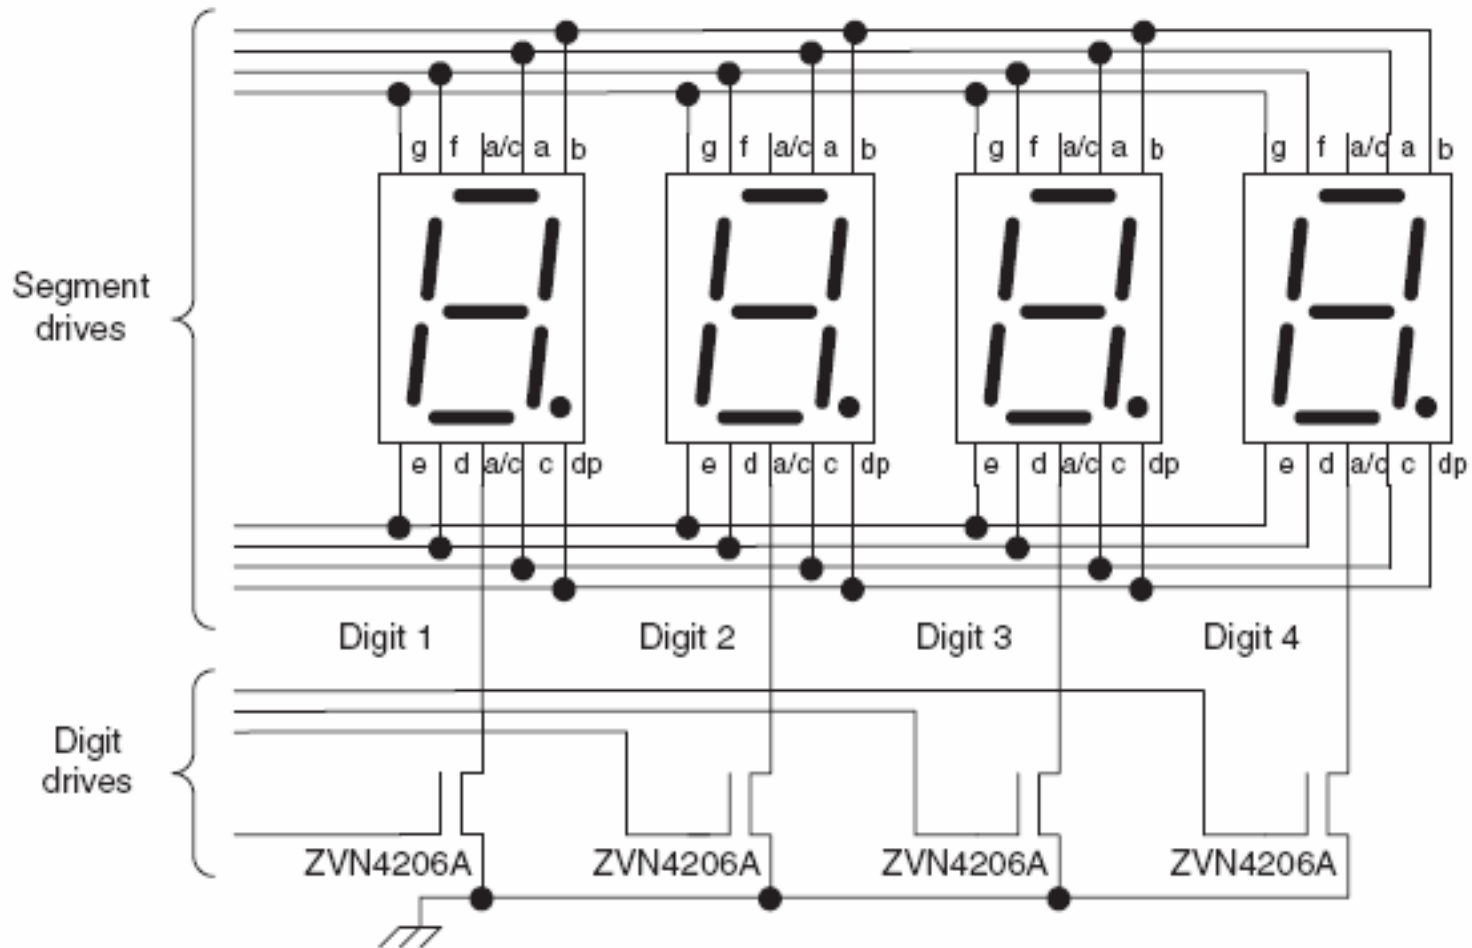 g f a/c a b g f a/c a b g f a/c a b g f a/c a b
Segment
drives
e d a/c c dp e d a/c c dp e d a/c c dp e d a/c c dp
Digit 1 Digit 2 Digit 3 Digit 4
Digit
drives
ZVN4206A ZVN4206A ZVN4206A ZVN4206A